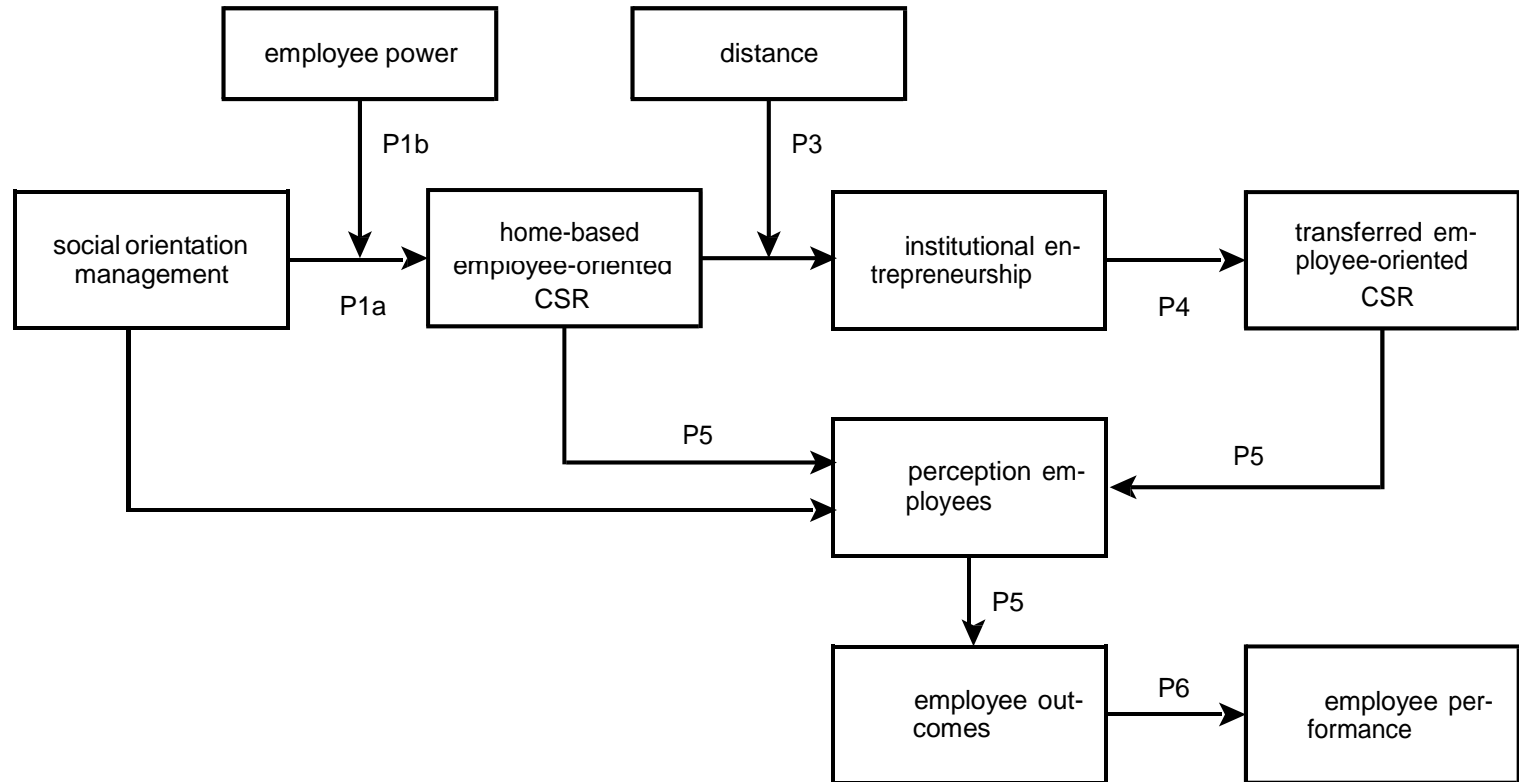 employee power
distance
P1b
P3
social orientation
management
home-based
employee-oriented
CSR
institutional en-
trepreneurship
transferred em-
ployee-oriented
CSR
P1a
P4
P5
P5
perception em-
ployees
P5
employee out-
comes
P6
employee per-
formance